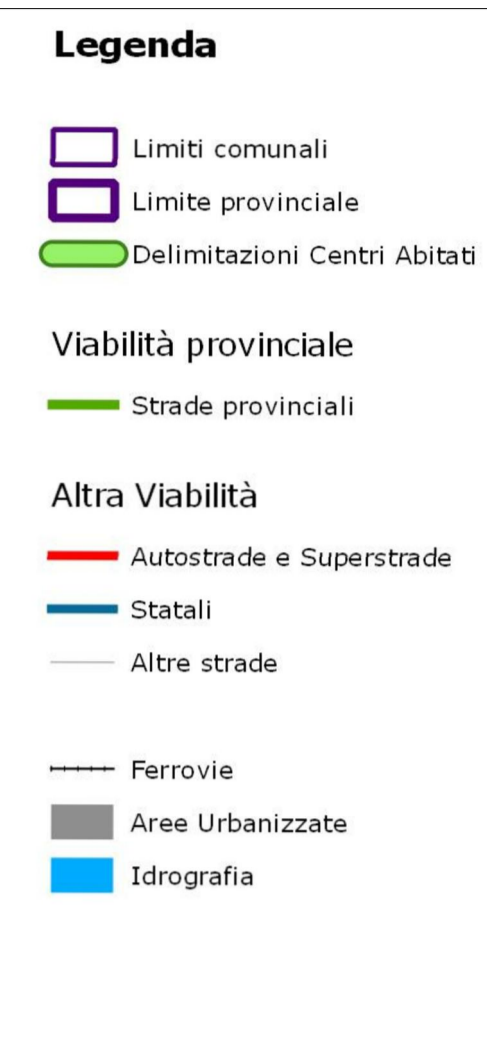 Legenda
Limiti comunali
Limite provinciale
Delimitazioni Centri Abitati
Viabilità provinciale
Strade provinciali
Altra Viabilità
Autostrade e Superstrade
Statali
Altre strade
Ferrovie
Aree Urbanizzate
Idrografia